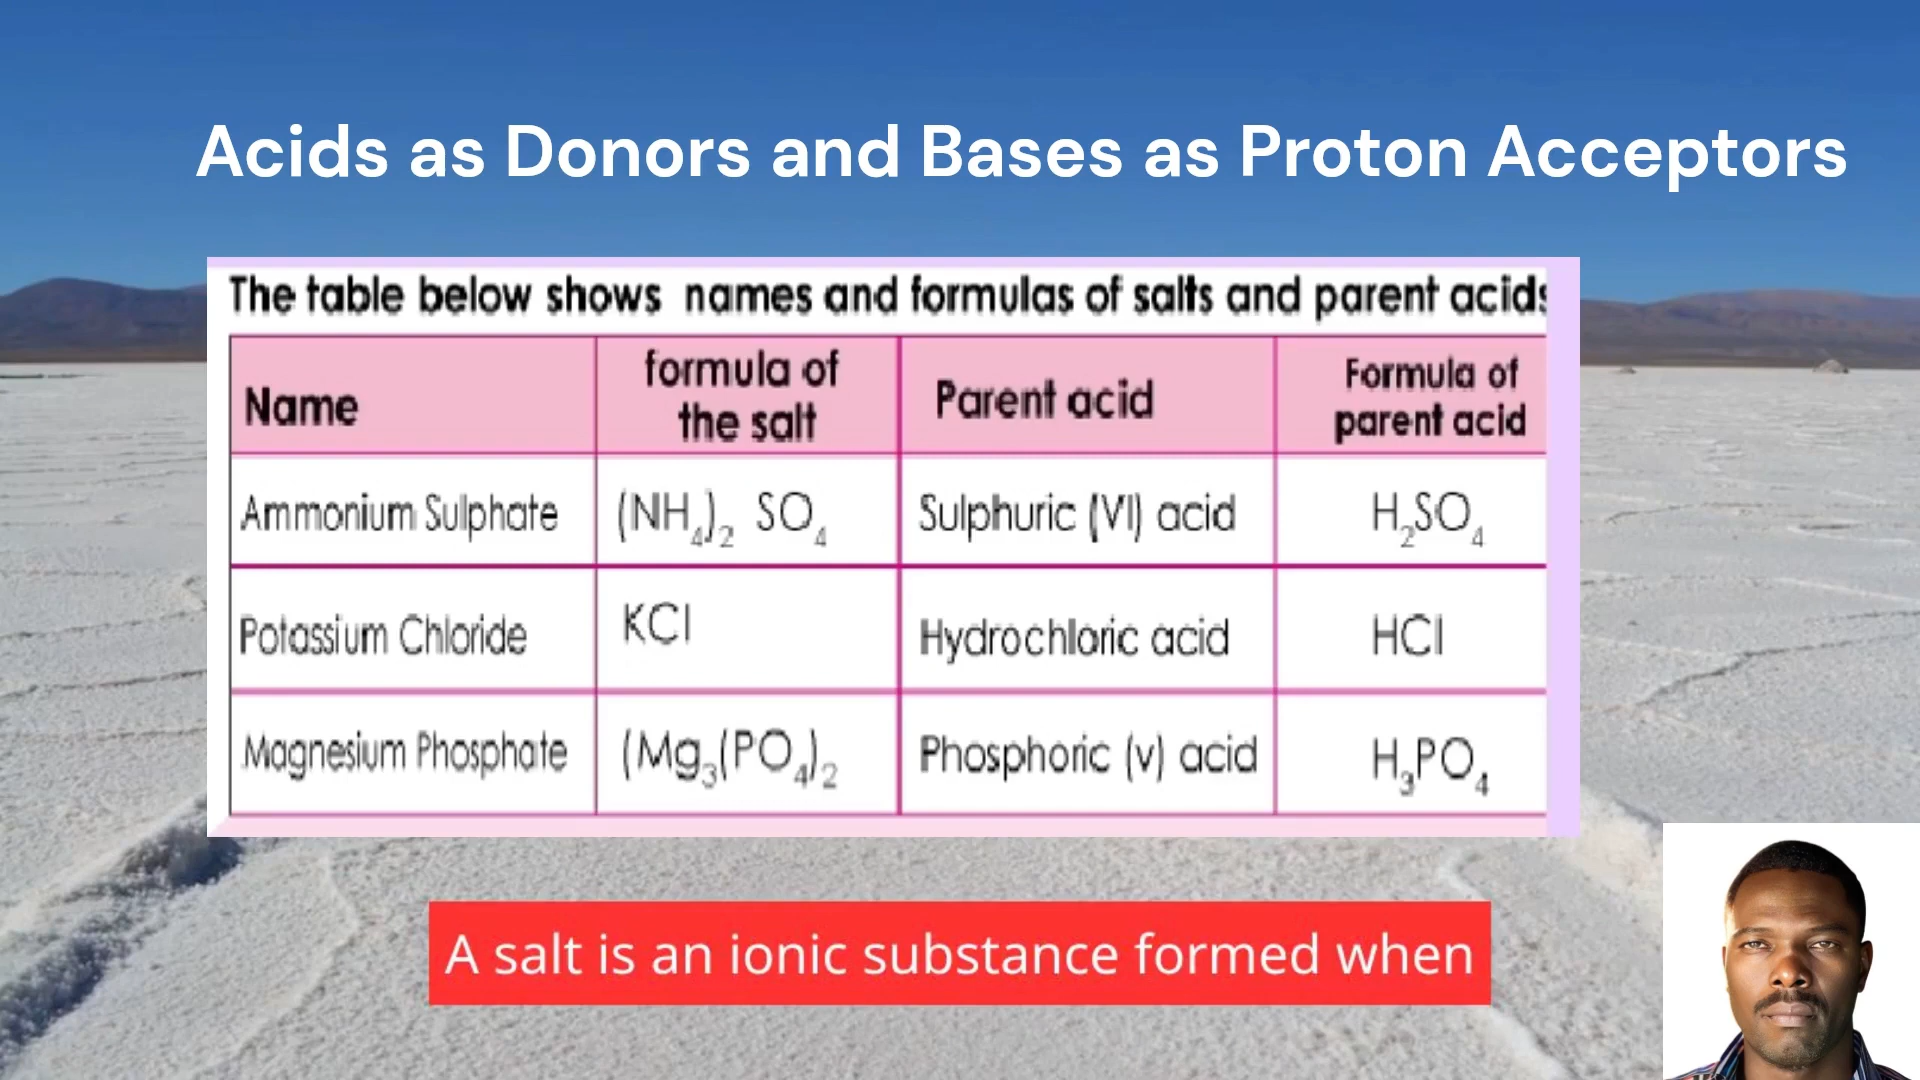 Acids as Donors and Bases as Proton Acceptors
The table below shows names and formulas of salts and parent acids
Name formula of the salt Parent acid Formula of parent acid
Ammonium Sulphate (NH₄)₂ SO₄ Sulphuric (VI) acid H₂SO₄
Potassium Chloride KCl Hydrochloric acid HCl
Magnesium Phosphate (Mg₃(PO₄)₂ Phosphoric (v) acid H₃PO₄
A salt is an ionic substance formed when